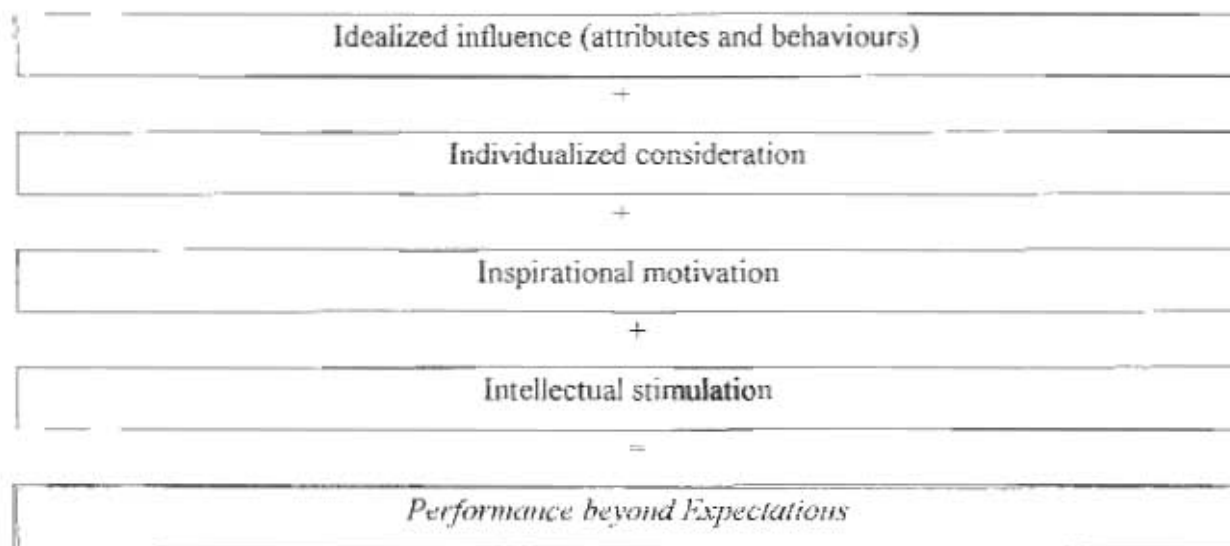 Idealized influence (attributes and behaviours)
+
Individualized consideration
+
Inspirational motivation
+
Intellectual stimulation
=
Performance beyond Expectations